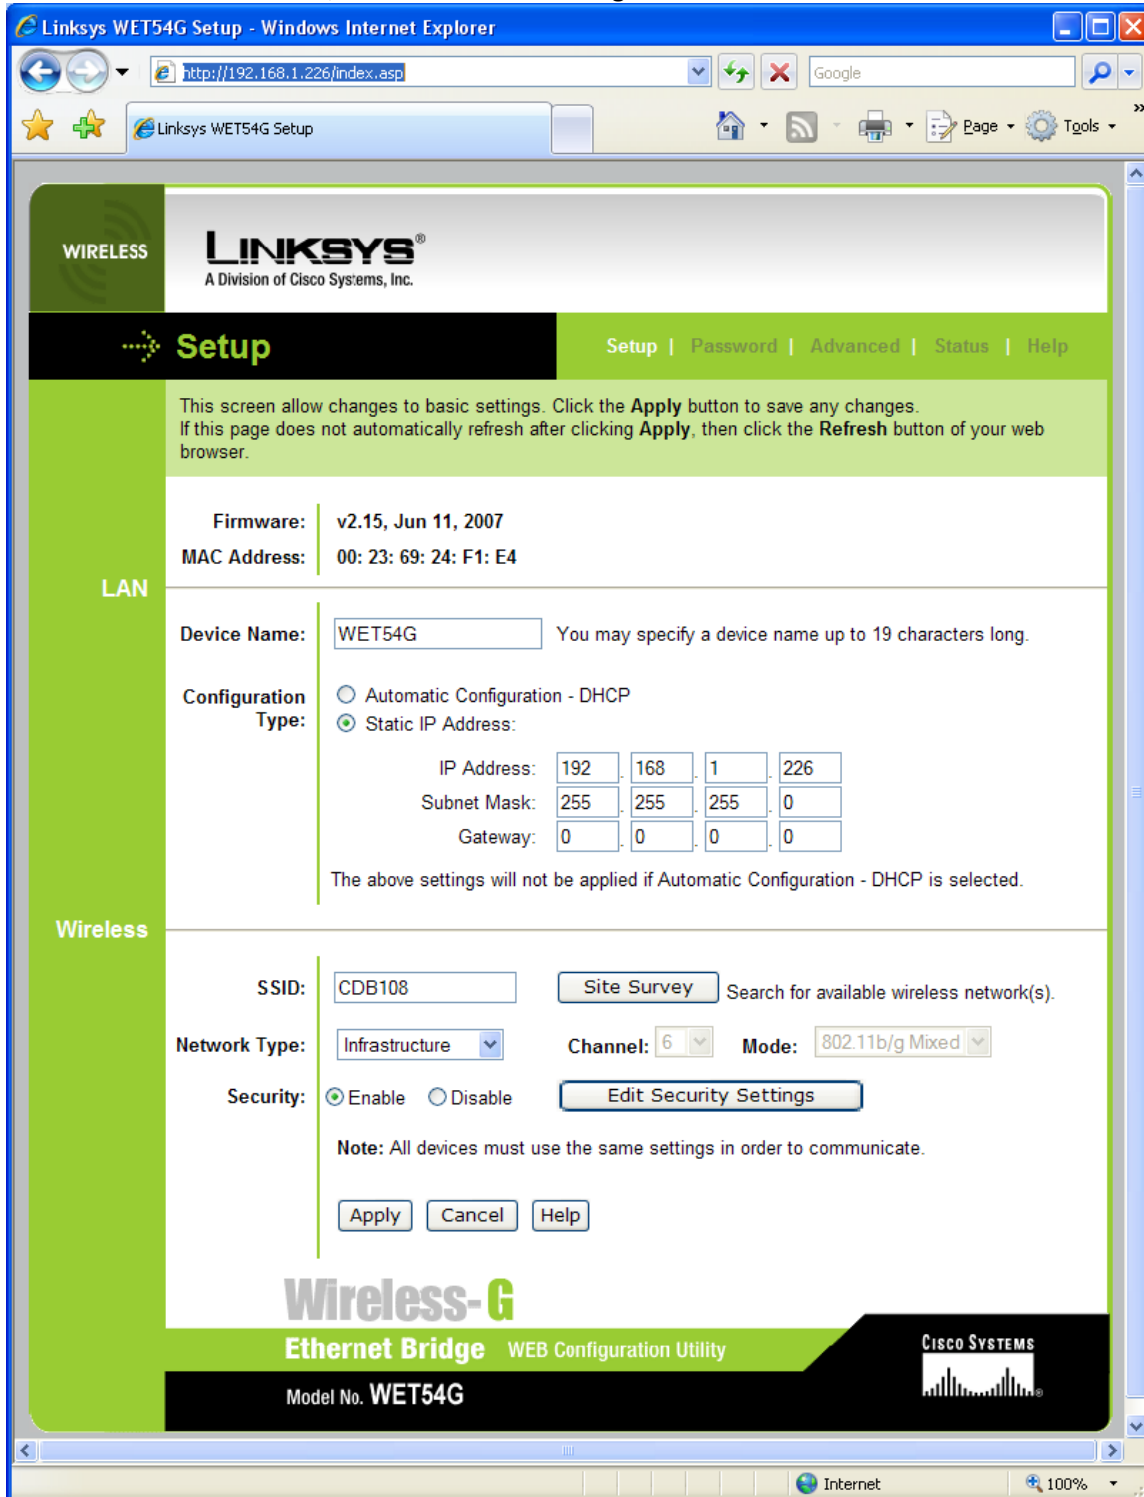 Linksys WET54G Setup - Windows Internet Explorer
http://192.168.1.226/index.asp
Google
Linksys WET54G Setup
Page
Tools
WIRELESS
LINKSYS®
A Division of Cisco Systems, Inc.
Setup
Setup | Password | Advanced | Status | Help
This screen allow changes to basic settings. Click the Apply button to save any changes.
If this page does not automatically refresh after clicking Apply, then click the Refresh button of your web
browser.
Firmware: v2.15, Jun 11, 2007
MAC Address: 00: 23: 69: 24: F1: E4
LAN
Device Name: WET54G You may specify a device name up to 19 characters long.
Configuration Type:
Automatic Configuration - DHCP
Static IP Address:
IP Address: 192 . 168 . 1 . 226
Subnet Mask: 255 . 255 . 255 . 0
Gateway: 0 . 0 . 0 . 0
The above settings will not be applied if Automatic Configuration - DHCP is selected.
Wireless
SSID: CDB108 Site Survey Search for available wireless network(s).
Network Type: Infrastructure Channel: 6 Mode: 802.11b/g Mixed
Security: Enable Disable Edit Security Settings
Note: All devices must use the same settings in order to communicate.
Apply Cancel Help
Wireless-G
Ethernet Bridge WEB Configuration Utility
CISCO SYSTEMS
Model No. WET54G
Internet 100%